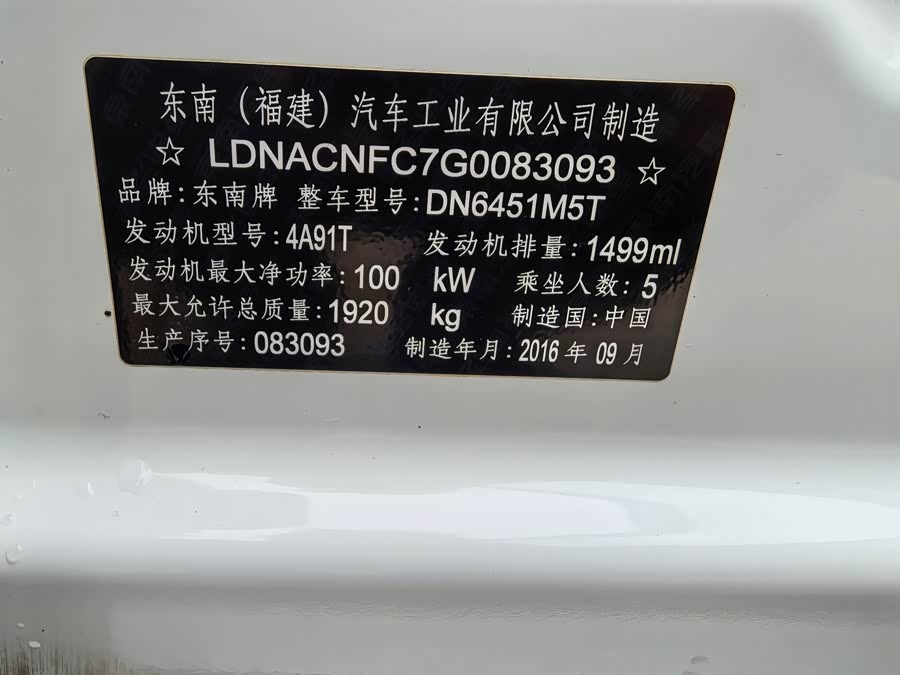 东南（福建）汽车工业有限公司制造
☆ LDNACNFC7G0083093 ☆
品牌:东南牌 整车型号:DN6451M5T
发动机型号:4A91T 发动机排量:1499ml
发动机最大净功率:100 kW 乘坐人数:5
最大允许总质量:1920 kg 制造国:中国
生产序号:083093 制造年月:2016 年 09 月